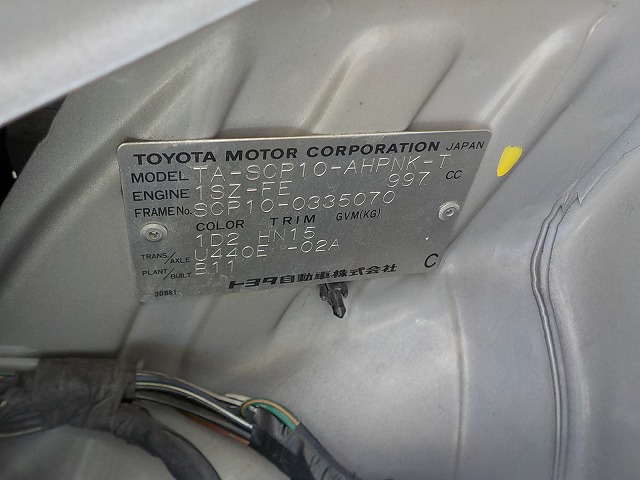 TOYOTA MOTOR CORPORATION JAPAN
MODEL TA-SCP10-AHPNK-T
ENGINE 1SZ-FE 997 CC
FRAME No. SCP10-0335070
COLOR TRIM GVM(KG)
1D2 HN15
TRANS/AXLE U440E -02A
PLANT/BUILT B11
トヨタ自動車株式会社 C
30681